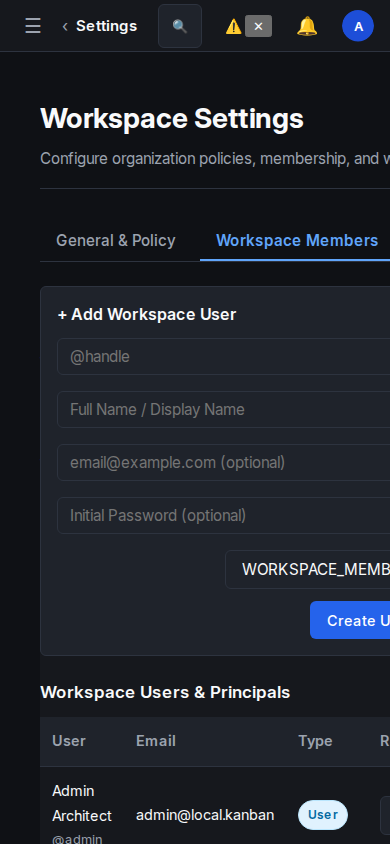 ‹ Settings
A
Workspace Settings
Configure organization policies, membership, and w
General & Policy
Workspace Members
+ Add Workspace User
@handle
Full Name / Display Name
email@example.com (optional)
Initial Password (optional)
WORKSPACE_MEMB
Create U
Workspace Users & Principals
User Email Type R
Admin
Architect
admin@local.kanban
User
@admin